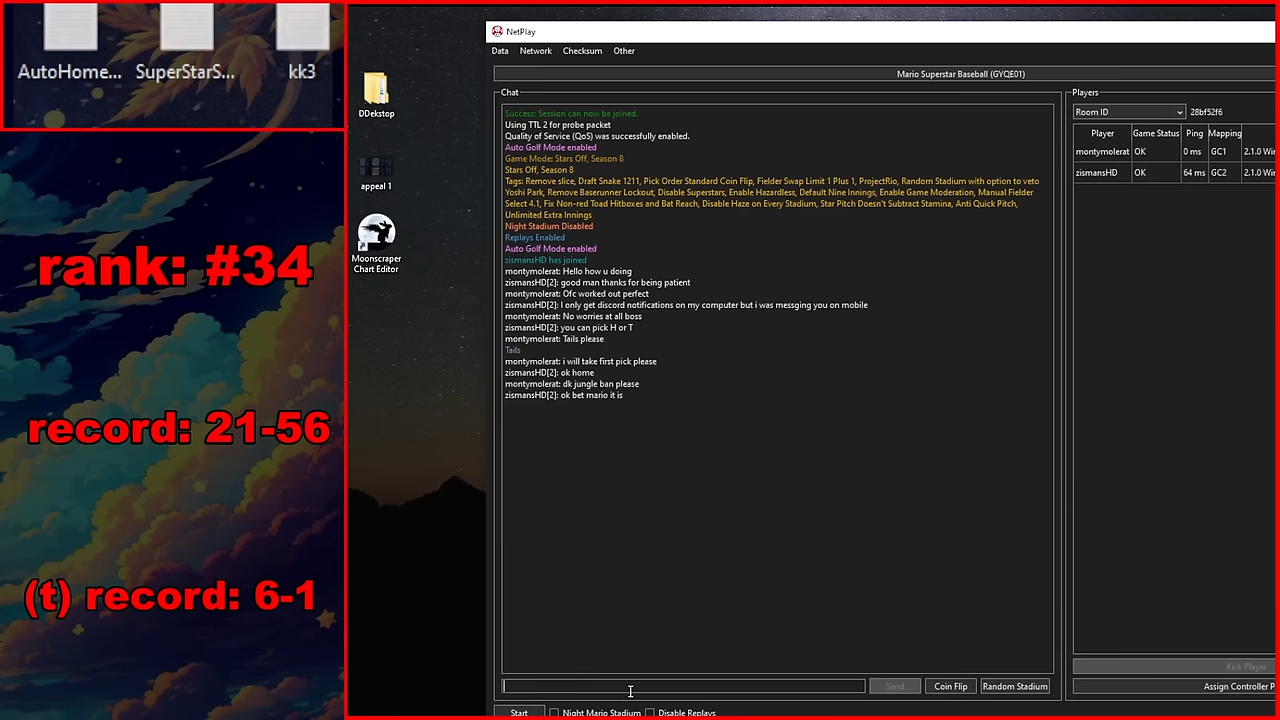 AutoHome...
SuperStarS...
kk3
rank: #34
record: 21-56
(t) record: 6-1
DDekstop
appeal 1
Moonscraper
Chart Editor
NetPlay
Data Network Checksum Other
Mario Superstar Baseball (GYQE01)
Chat
Success: Session can now be joined.
Using TTL 2 for probe packet
Quality of Service (QoS) was successfully enabled.
Auto Golf Mode enabled
Game Mode: Stars Off, Season 8
Stars Off, Season 8
Tags: Remove slice, Draft Snake 1211, Pick Order Standard Coin Flip, Fielder Swap Limit 1 Plus 1, ProjectRio, Random Stadium with option to veto
Yoshi Park, Remove Baserunner Lockout, Disable Superstars, Enable Hazardless, Default Nine Innings, Enable Game Moderation, Manual Fielder
Select 4.1, Fix Non-red Toad Hitboxes and Bat Reach, Disable Haze on Every Stadium, Star Pitch Doesn't Subtract Stamina, Anti Quick Pitch,
Unlimited Extra Innings
Night Stadium Disabled
Replays Enabled
Auto Golf Mode enabled
zismansHD has joined
montymolerat: Hello how u doing
zismansHD[2]: good man thanks for being patient
montymolerat: Ofc worked out perfect
zismansHD[2]: I only get discord notifications on my computer but i was messging you on mobile
montymolerat: No worries at all boss
zismansHD[2]: you can pick H or T
montymolerat: Tails please
Tails
montymolerat: i will take first pick please
zismansHD[2]: ok home
montymolerat: dk jungle ban please
zismansHD[2]: ok bet mario it is
Send
Coin Flip
Random Stadium
Start
Night Mario Stadium
Disable Replays
Players
Room ID 28bf52f6
Player Game Status Ping Mapping
montymolerat OK 0 ms GC1 2.1.0 Wir
zismansHD OK 64 ms GC2 2.1.0 Wir
Kick Player
Assign Controller P